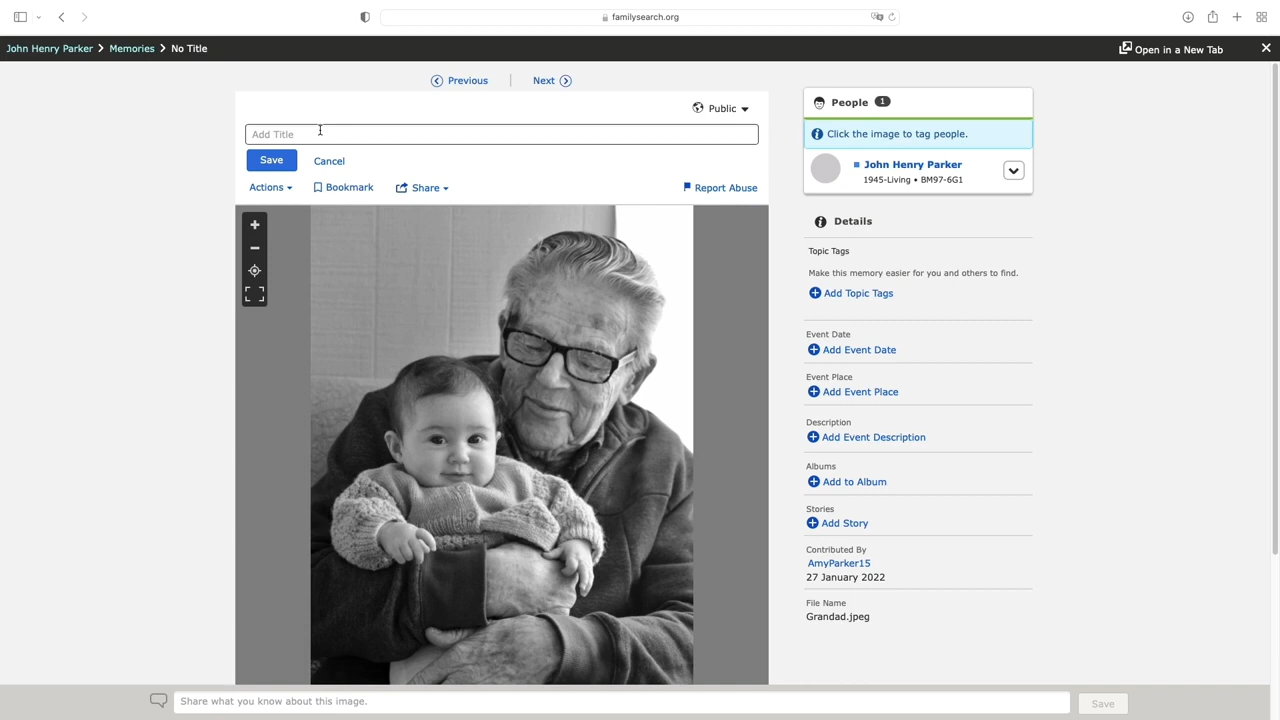 familysearch.org
John Henry Parker
Memories
No Title
Open in a New Tab
Previous
Next
Public
Add Title
Save
Cancel
Actions
Bookmark
Share
Report Abuse
People 1
Click the image to tag people.
John Henry Parker
1945-Living • BM97-6G1
Details
Topic Tags
Make this memory easier for you and others to find.
Add Topic Tags
Event Date
Add Event Date
Event Place
Add Event Place
Description
Add Event Description
Albums
Add to Album
Stories
Add Story
Contributed By
AmyParker15
27 January 2022
File Name
Grandad.jpeg
Share what you know about this image.
Save